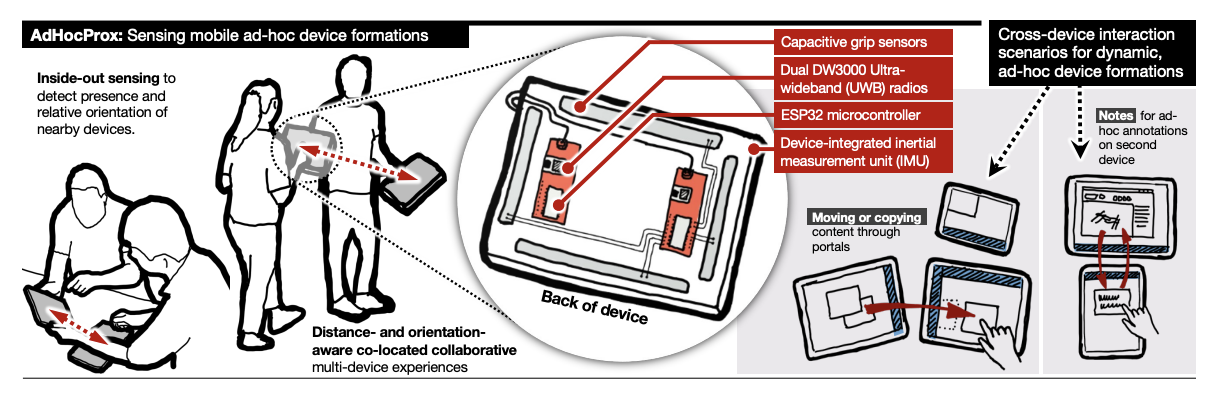 AdHocProx: Sensing mobile ad-hoc device formations
Inside-out sensing to
detect presence and
relative orientation of
nearby devices.
Distance- and orientation-
aware co-located collaborative
multi-device experiences
Back of device
Capacitive grip sensors
Dual DW3000 Ultra-
wideband (UWB) radios
ESP32 microcontroller
Device-integrated inertial
measurement unit (IMU)
Cross-device interaction
scenarios for dynamic,
ad-hoc device formations
Moving or copying
content through
portals
Notes for ad-
hoc annotations
on second
device